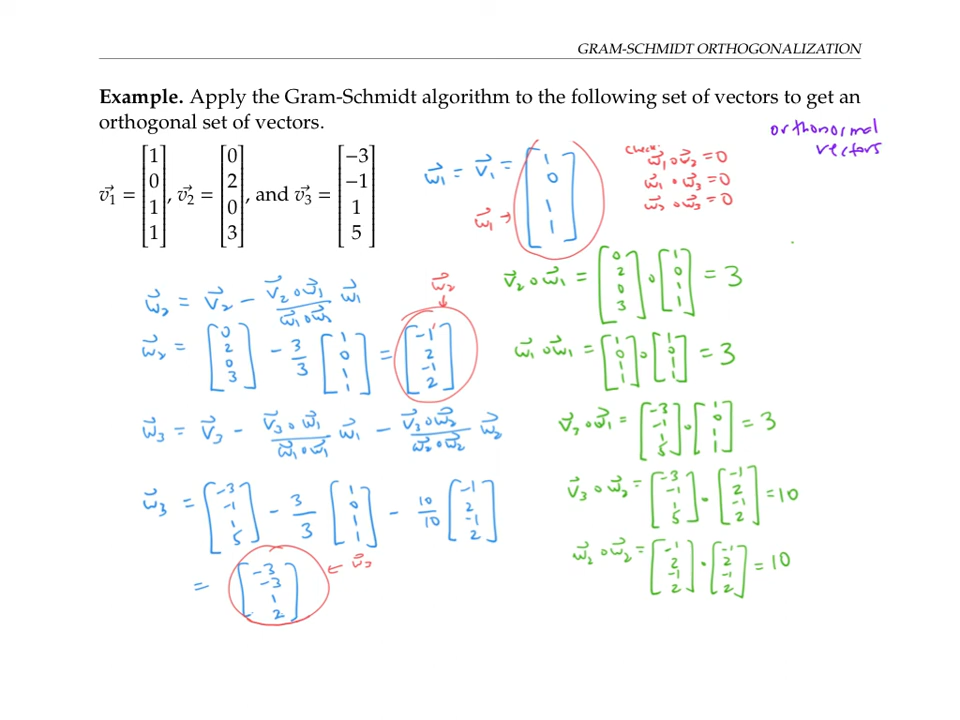 GRAM-SCHMIDT ORTHOGONALIZATION
Example. Apply the Gram-Schmidt algorithm to the following set of vectors to get an
orthogonal set of vectors.
orthonormal
vectors
v⃗1 = [1 0 1 1], v⃗2 = [0 2 0 3], and v⃗3 = [−3 −1 1 5]
w⃗1 = v⃗1 = [1 0 1 1]
w⃗1 →
check:
w⃗1 ∘ w⃗2 = 0
w⃗1 • w⃗3 = 0
w⃗2 ∘ w⃗3 = 0
w⃗2 = v⃗2 − (v⃗2 ∘ w⃗1)/(w⃗1 ∘ w⃗1) w⃗1
w⃗2 ↓
w⃗2 = [0 2 0 3] − 3/3 [1 0 1 1] = [−1 2 −1 2]
w⃗3 = v⃗3 − (v⃗3 ∘ w⃗1)/(w⃗1 ∘ w⃗1) w⃗1 − (v⃗3 ∘ w⃗2)/(w⃗2 ∘ w⃗2) w⃗2
w⃗3 = [−3 −1 1 5] − 3/3 [1 0 1 1] − 10/10 [−1 2 −1 2]
= [−3 −3 1 2] ← w⃗3
v⃗2 ∘ w⃗1 = [0 2 0 3] • [1 0 1 1] = 3
w⃗1 ∘ w⃗1 = [1 0 1 1] • [1 0 1 1] = 3
v⃗3 ∘ w⃗1 = [−3 −1 1 5] • [1 0 1 1] = 3
v⃗3 ∘ w⃗2 = [−3 −1 1 5] • [−1 2 −1 2] = 10
w⃗2 ∘ w⃗2 = [−1 2 −1 2] • [−1 2 −1 2] = 10